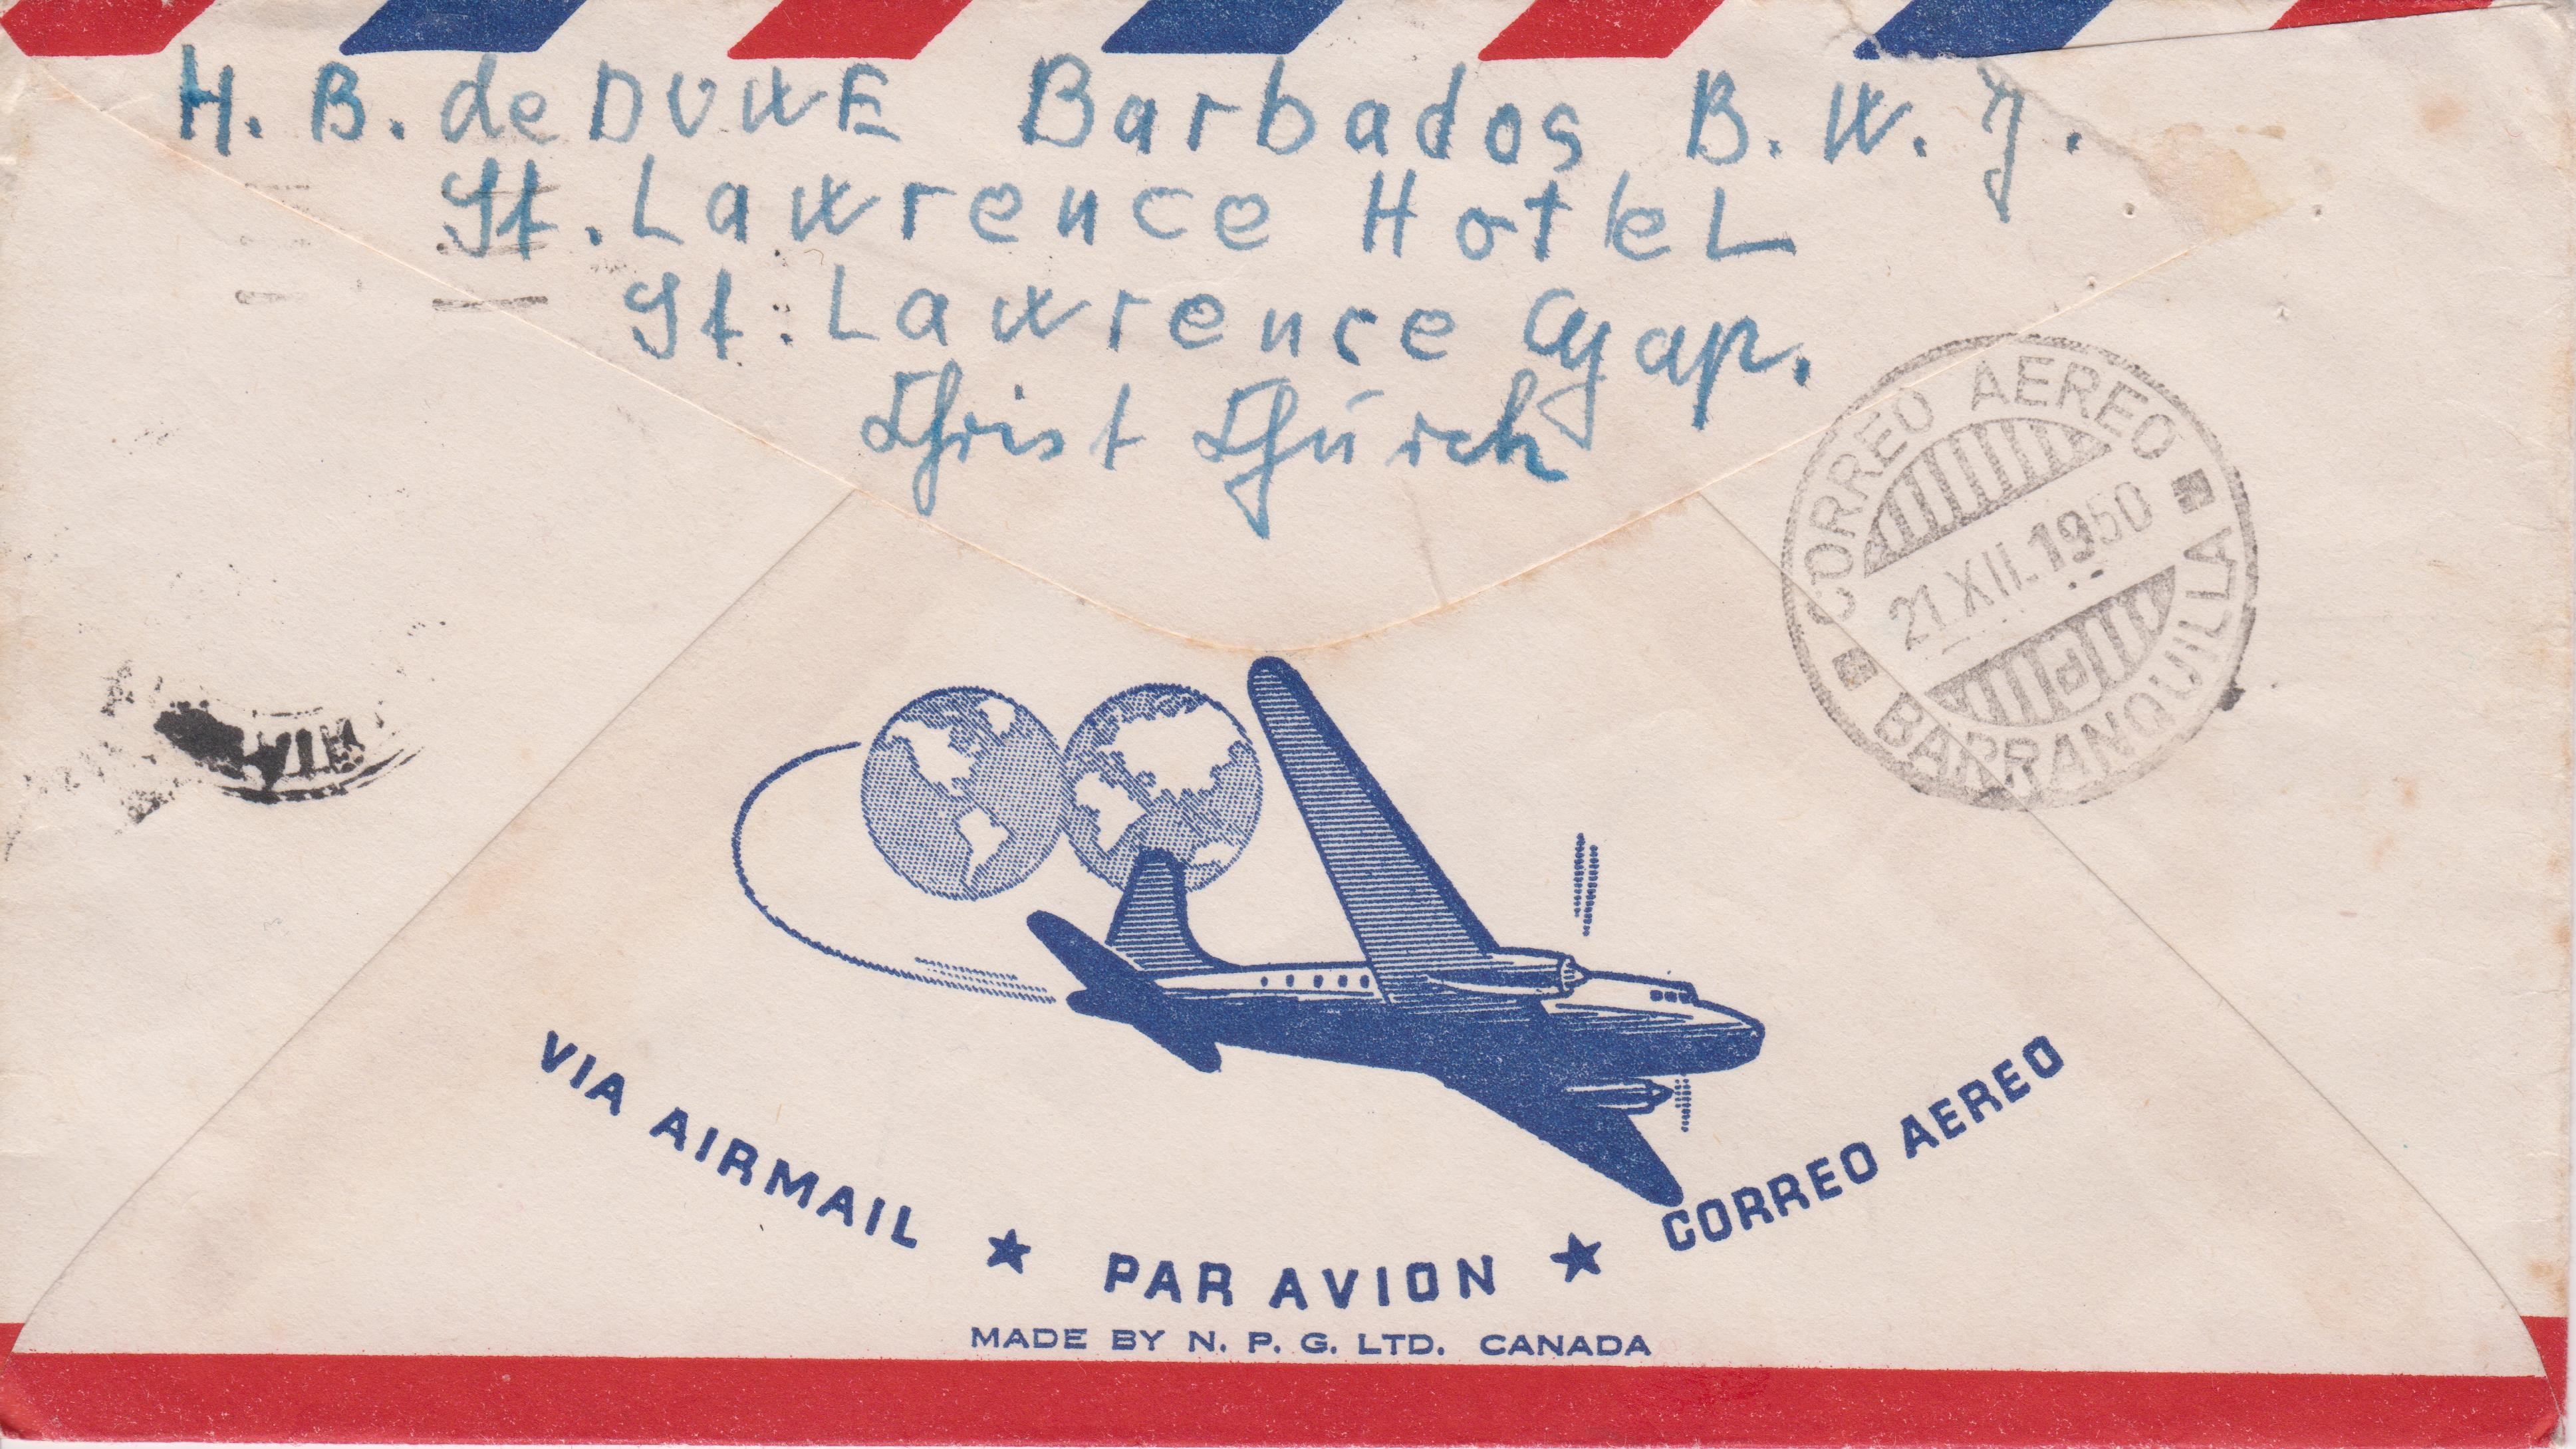 H. B. de DUWE Barbados B. W. J.
St. Lawrence Hotel
St. Lawrence Gap.
Christ Chürch
CORREO AEREO
21 XII. 1950
BARRANQUILLA
VIA AIRMAIL ★ PAR AVION ★ CORREO AEREO
MADE BY N. P. G. LTD. CANADA